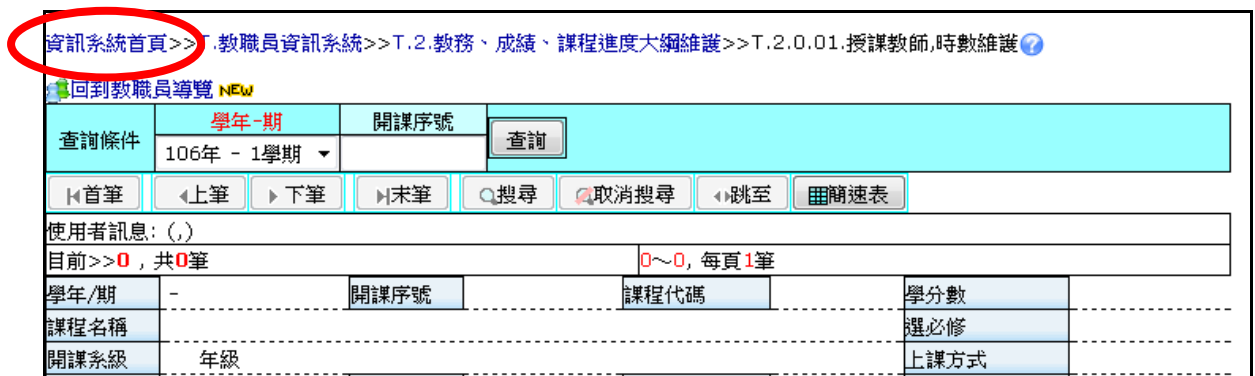 資訊系統首頁>>T.教職員資訊系統>>T.2.教務、成績、課程進度大綱維護>>T.2.0.01.授課教師,時數維護?
回到教職員導覽 NEW
查詢條件 學年-期 開課序號 查詢
106年 - 1學期
首筆 上筆 下筆 末筆 搜尋 取消搜尋 跳至 簡速表
使用者訊息: (,)
目前>>0 , 共0筆 0~0, 每頁1筆
學年/期 - 開課序號 課程代碼 學分數
課程名稱 選必修
開課系級 年級 上課方式